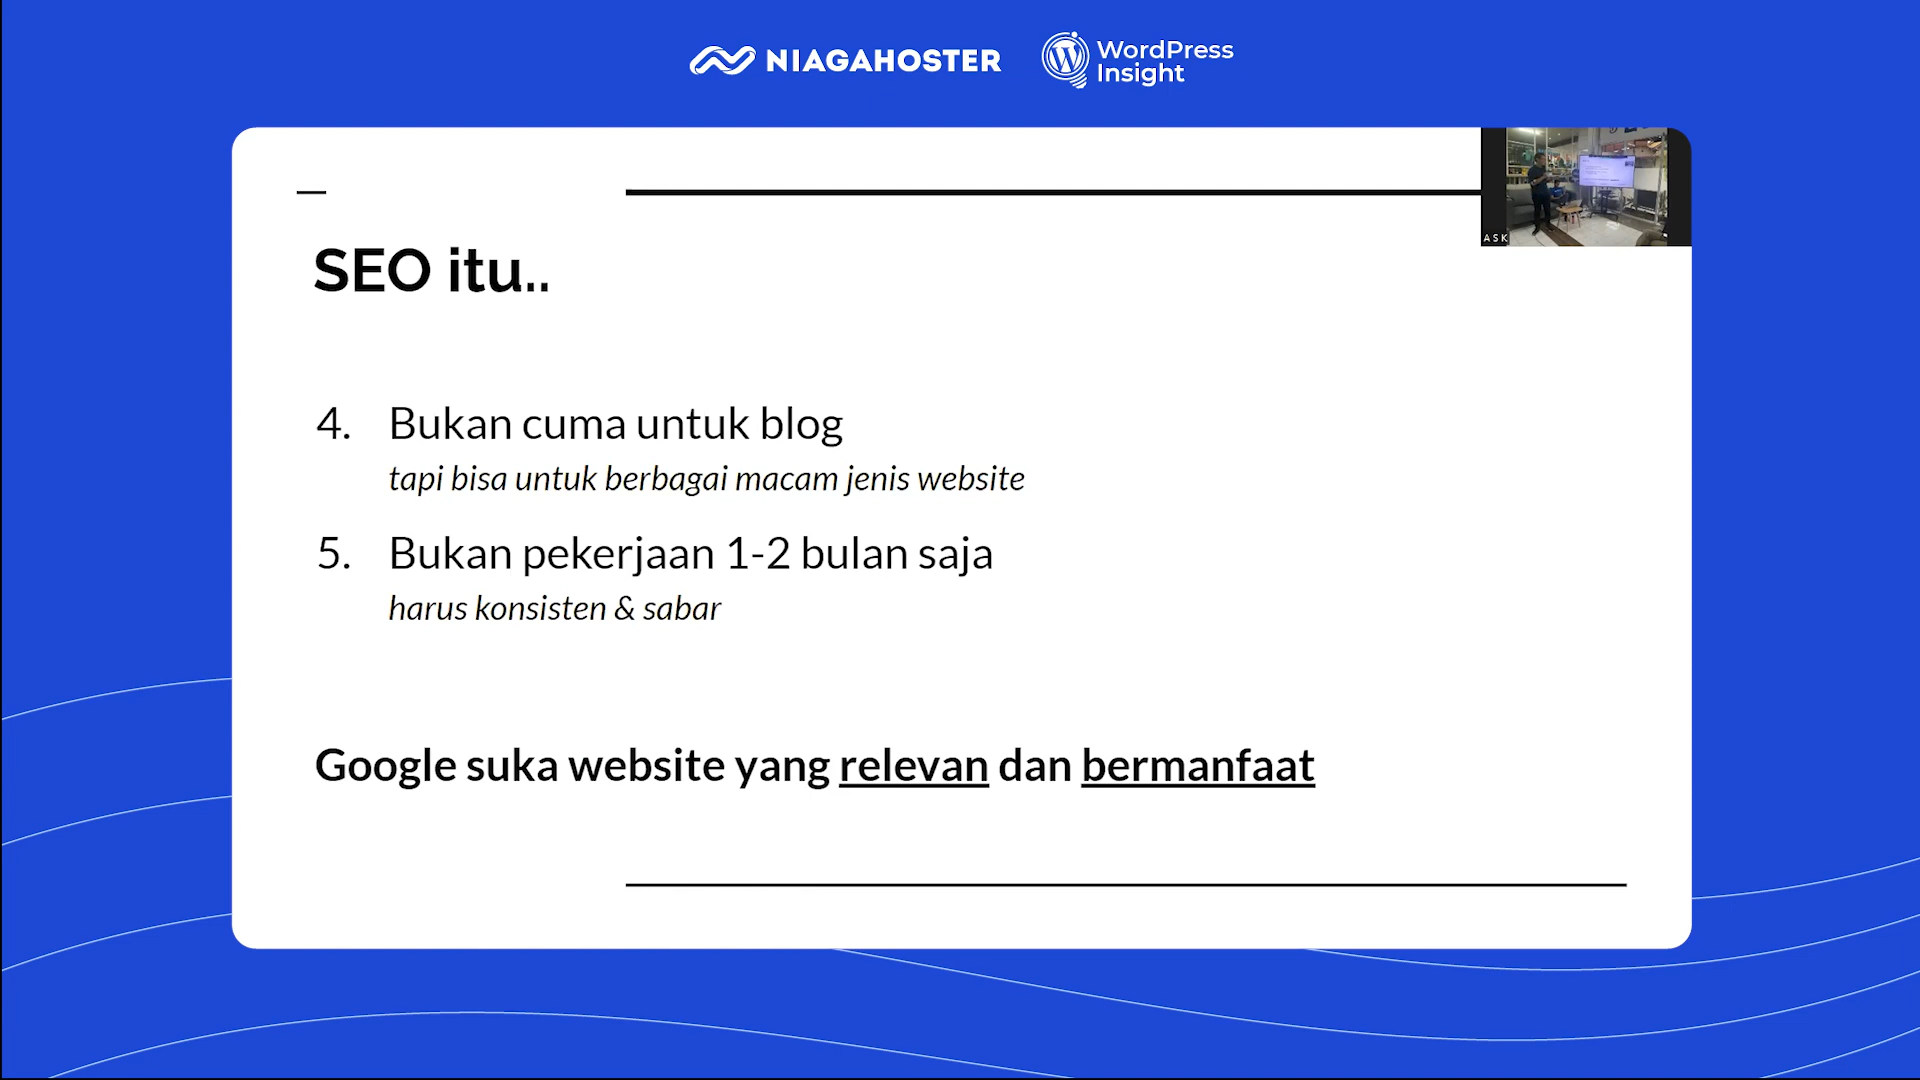 NIAGAHOSTER
WordPress
Insight
ASK
SEO itu..
4. Bukan cuma untuk blog
tapi bisa untuk berbagai macam jenis website
5. Bukan pekerjaan 1-2 bulan saja
harus konsisten & sabar
Google suka website yang relevan dan bermanfaat